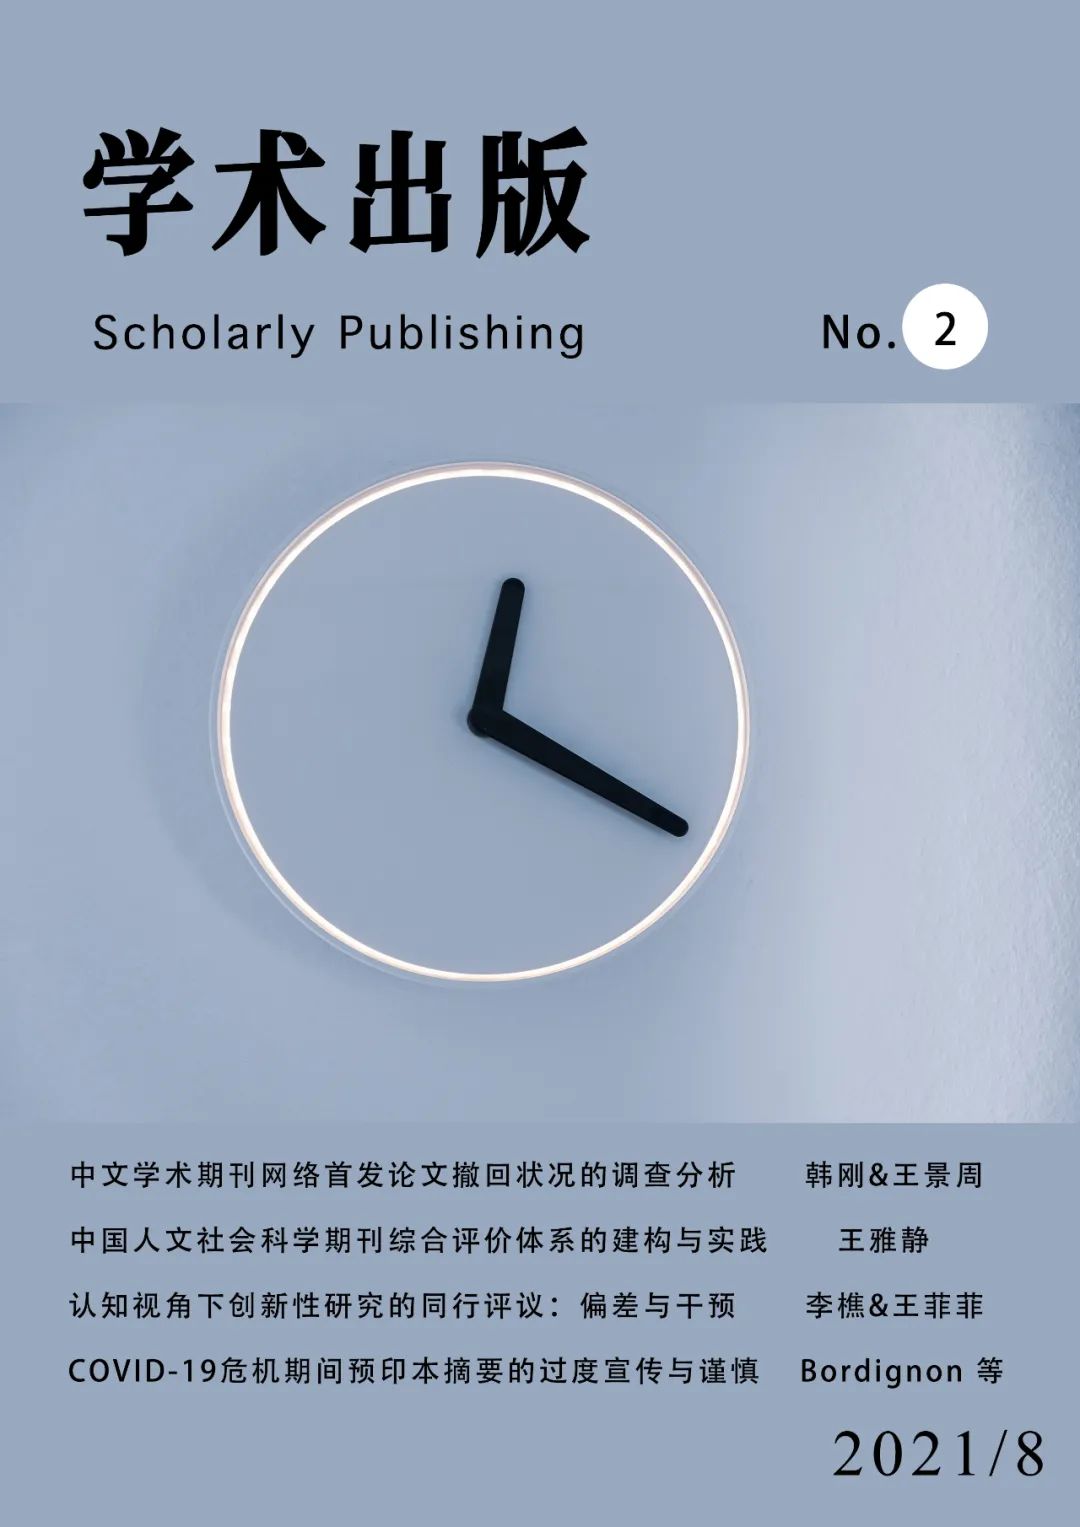 学术出版
Scholarly Publishing No. 2
中文学术期刊网络首发论文撤回状况的调查分析 韩刚&王景周
中国人文社会科学期刊综合评价体系的建构与实践 王雅静
认知视角下创新性研究的同行评议：偏差与干预 李樵&王菲菲
COVID-19危机期间预印本摘要的过度宣传与谨慎 Bordignon 等
2021/8